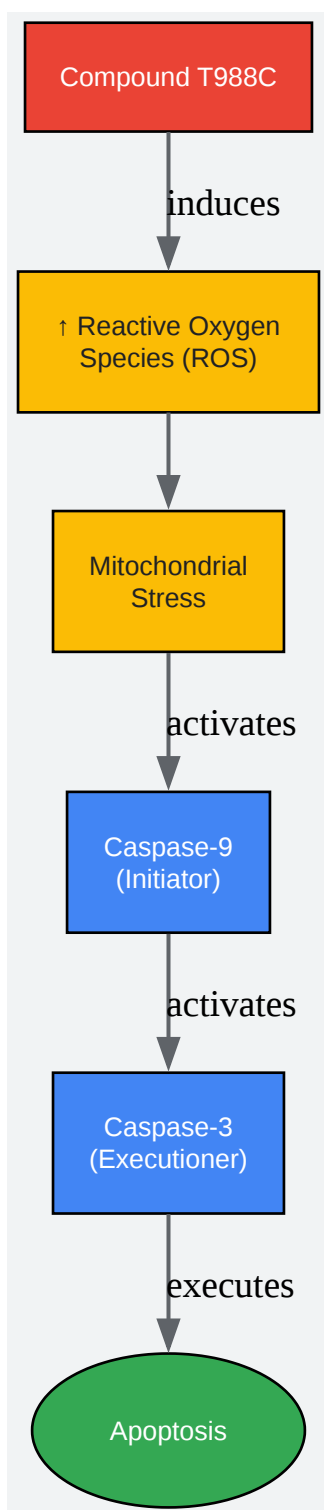 Compound T988C
induces
↑ Reactive Oxygen
Species (ROS)
Mitochondrial
Stress
activates
Caspase-9
(Initiator)
activates
Caspase-3
(Executioner)
executes
Apoptosis